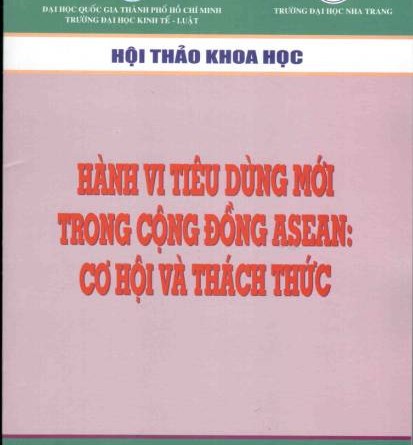 ĐẠI HỌC QUỐC GIA THÀNH PHỐ HỒ CHÍ MINH
TRƯỜNG ĐẠI HỌC KINH TẾ - LUẬT
TRƯỜNG ĐẠI HỌC NHA TRANG
HỘI THẢO KHOA HỌC
HÀNH VI TIÊU DÙNG MỚI
TRONG CỘNG ĐỒNG ASEAN:
CƠ HỘI VÀ THÁCH THỨC